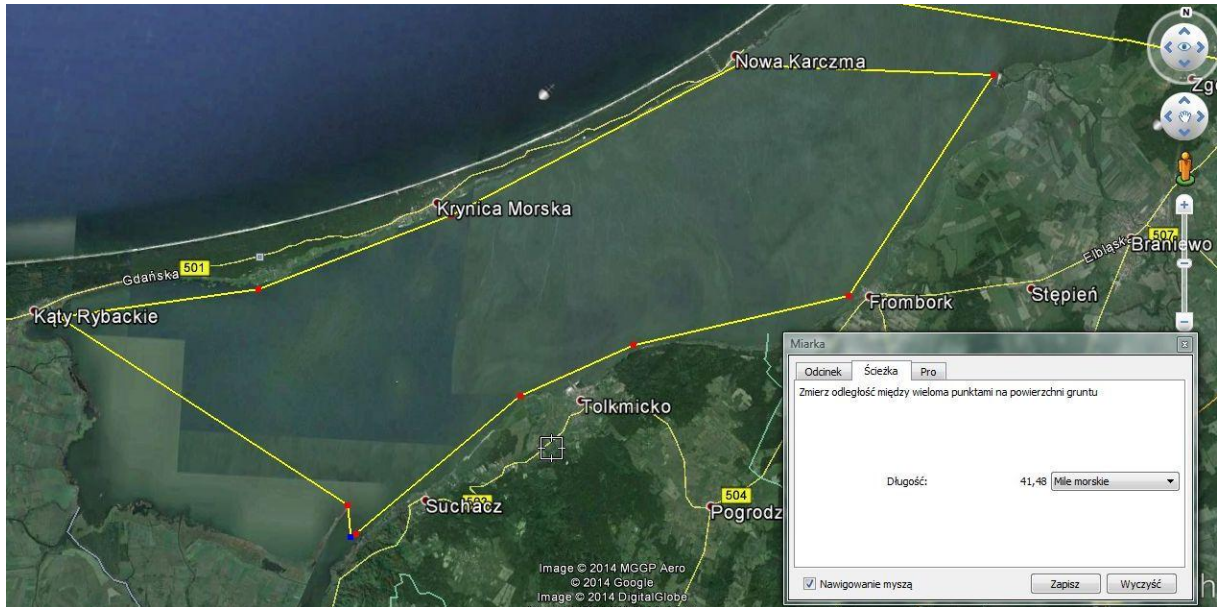 N
Nowa Karczma
Zg
Krynica Morska
507
Braniewo
Elbląska
501
Gdańska
Stępień
Frombork
Kąty Rybackie
Miarka
Odcinek
Ścieżka
Pro
Zmierz odległość między wieloma punktami na powierzchni gruntu
Tolkmicko
Długość:
41,48
Mile morskie
504
Suchacz
503
Pogrodz
Image © 2014 MGGP Aero
© 2014 Google
Image © 2014 DigitalGlobe
Nawigowanie myszą
Zapisz
Wyczyść
h